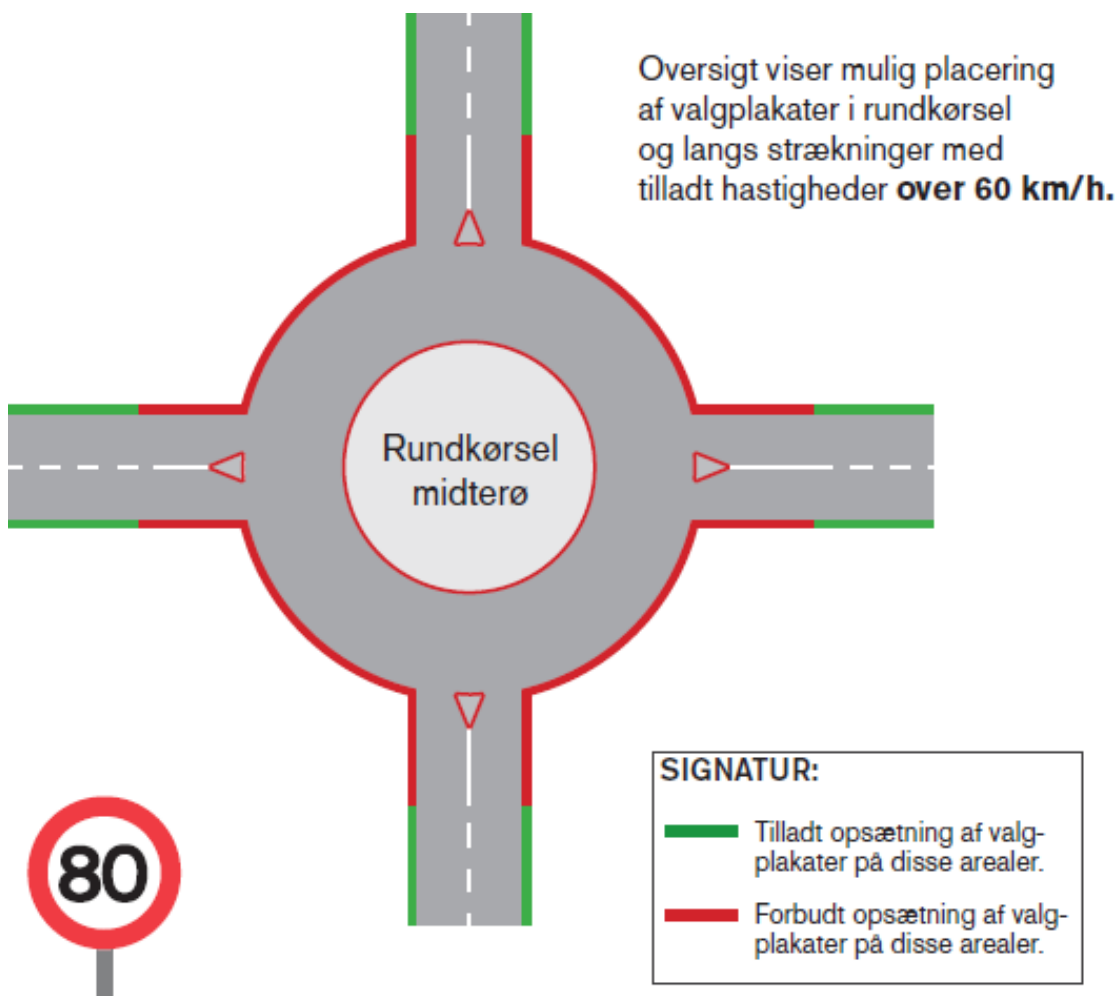 Oversigt viser mulig placering
af valgplakater i rundkørsel
og langs strækninger med
tilladt hastigheder over 60 km/h.
Rundkørsel
midterø
80
SIGNATUR:
Tilladt opsætning af valg-
plakater på disse arealer.
Forbudt opsætning af valg-
plakater på disse arealer.